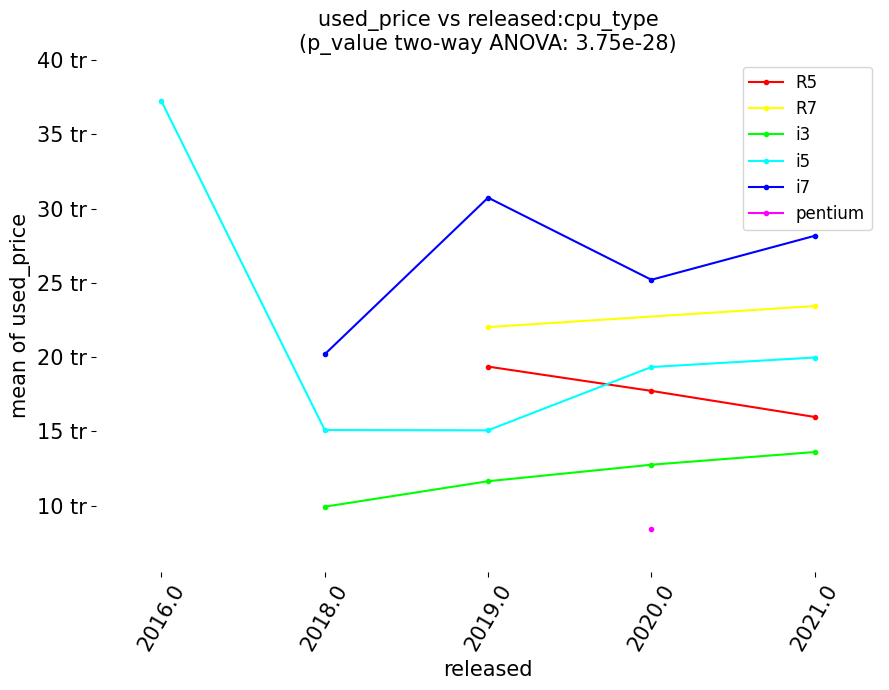 used_price vs released:cpu_type
(p_value two-way ANOVA: 3.75e-28)
40 tr
35 tr
30 tr
25 tr
20 tr
15 tr
10 tr
mean of used_price
R5
R7
i3
i5
i7
pentium
2016.0
2018.0
2019.0
2020.0
2021.0
released